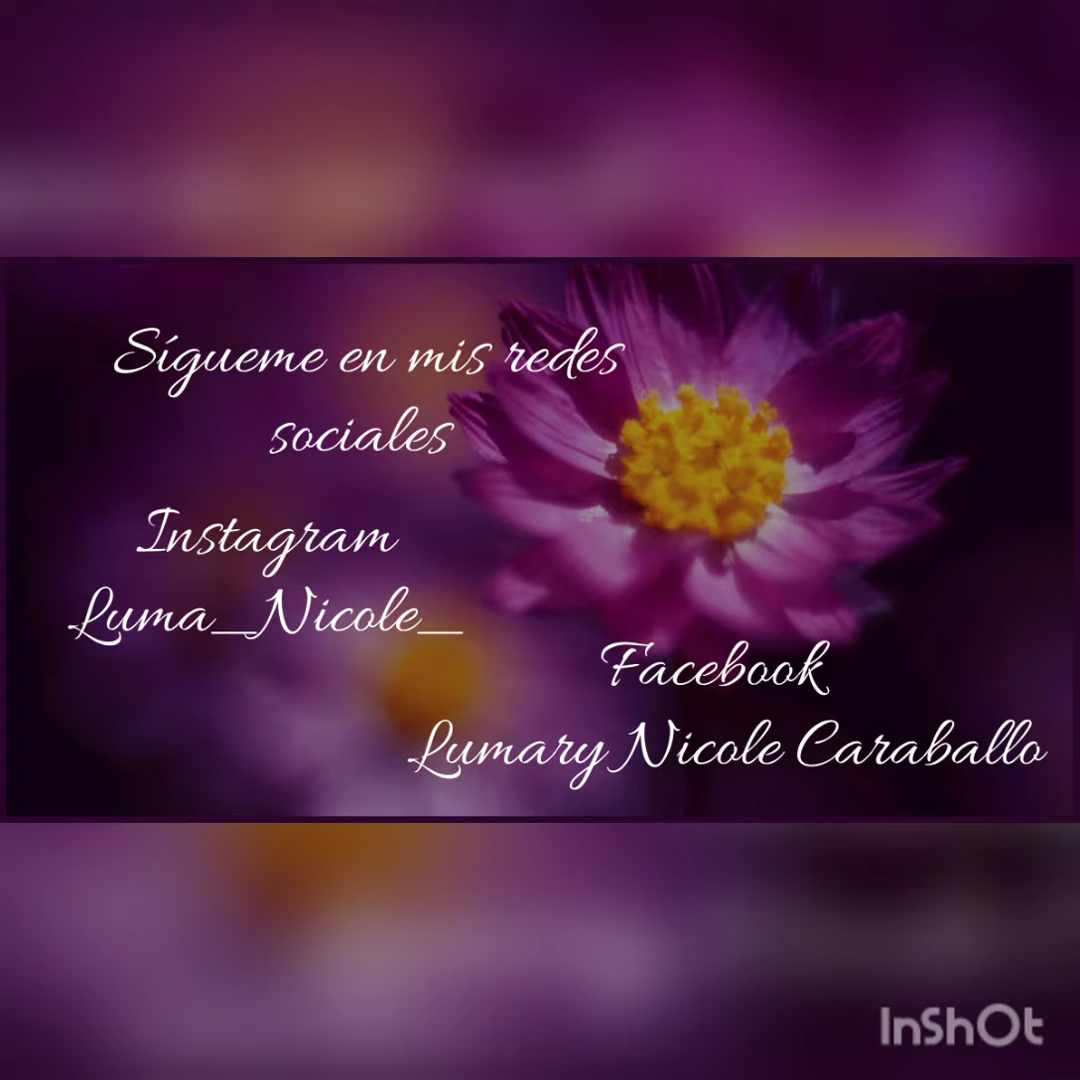 Sígueme en mis redes
sociales
Instagram
Luma_Nicole_
Facebook
Lumary Nicole Caraballo
InShOt